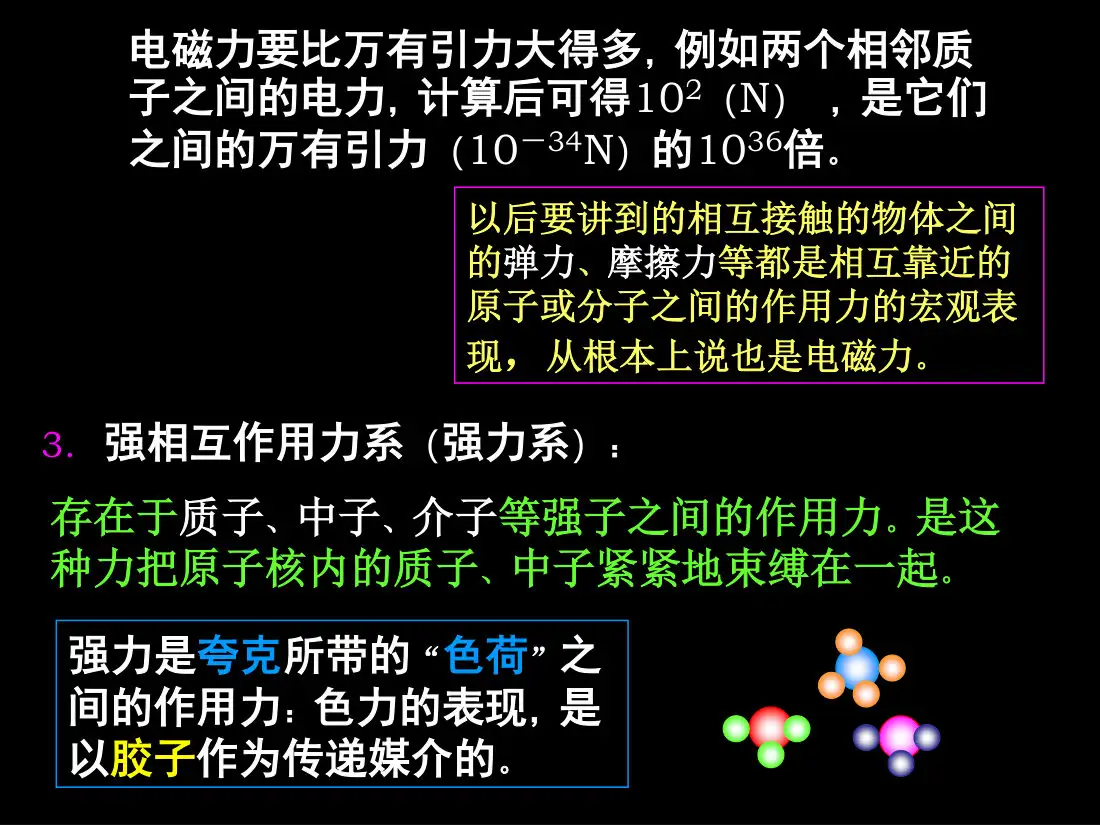 电磁力要比万有引力大得多，例如两个相邻质
子之间的电力，计算后可得10²（N），是它们
之间的万有引力（10⁻³⁴N）的10³⁶倍。
以后要讲到的相互接触的物体之间
的弹力、摩擦力等都是相互靠近的
原子或分子之间的作用力的宏观表
现， 从根本上说也是电磁力。
3. 强相互作用力系（强力系）：
存在于质子、中子、介子等强子之间的作用力。是这
种力把原子核内的质子、中子紧紧地束缚在一起。
强力是夸克所带的“色荷”之
间的作用力：色力的表现，是
以胶子作为传递媒介的。